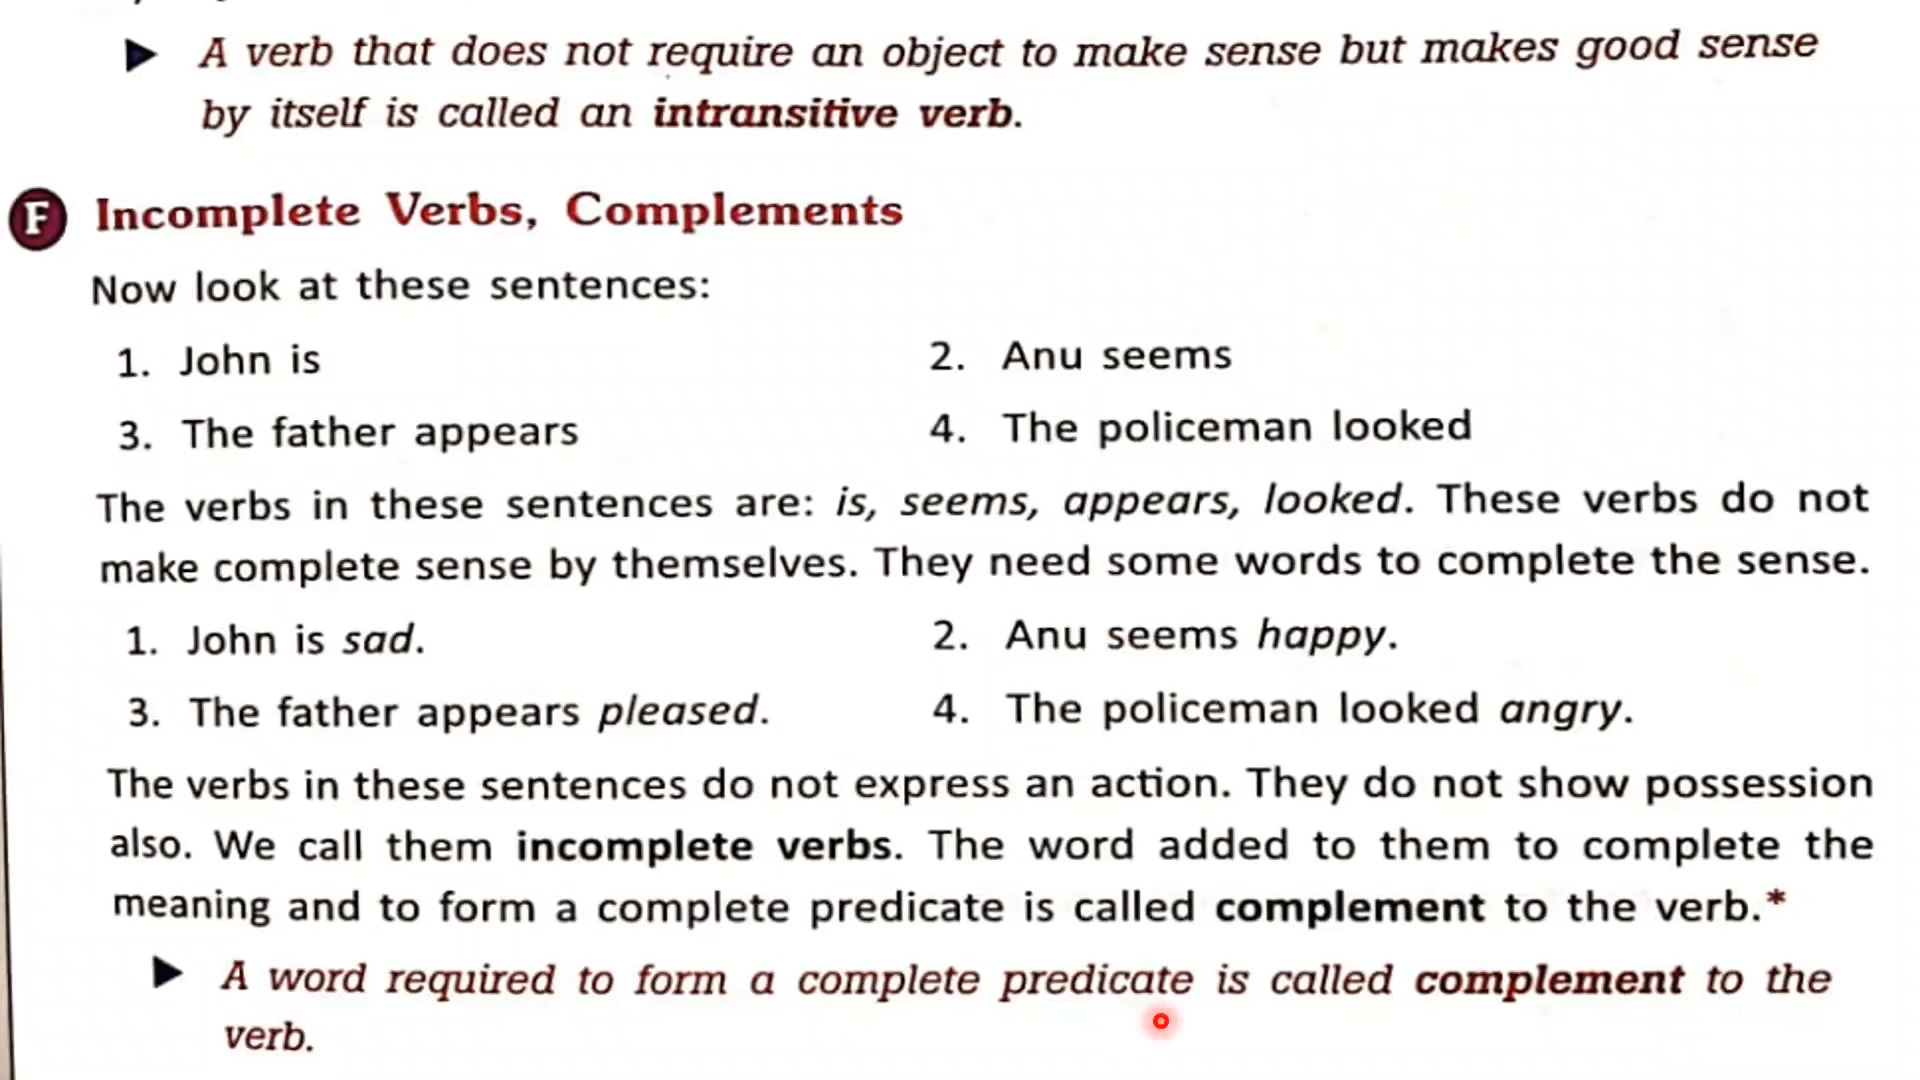 ▶ A verb that does not require an object to make sense but makes good sense
by itself is called an intransitive verb.
F Incomplete Verbs, Complements
Now look at these sentences:
1. John is 2. Anu seems
3. The father appears 4. The policeman looked
The verbs in these sentences are: is, seems, appears, looked. These verbs do not
make complete sense by themselves. They need some words to complete the sense.
1. John is sad. 2. Anu seems happy.
3. The father appears pleased. 4. The policeman looked angry.
The verbs in these sentences do not express an action. They do not show possession
also. We call them incomplete verbs. The word added to them to complete the
meaning and to form a complete predicate is called complement to the verb.*
▶ A word required to form a complete predicate is called complement to the
verb.